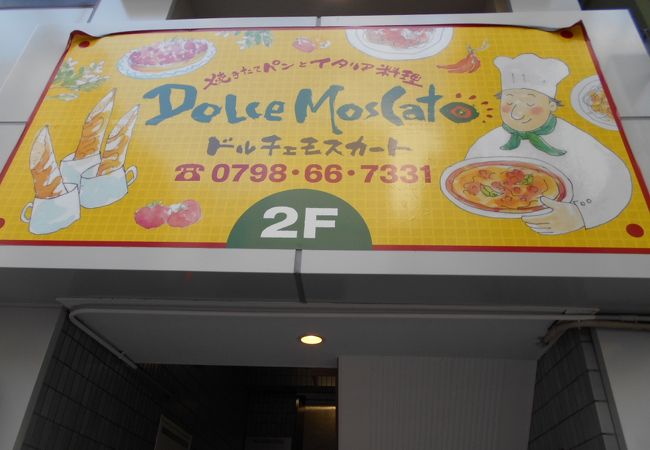 焼きたてパンとイタリア料理
DOLCE MOSCATO
ドルチェモスカート
☎0798・66・7331
2F